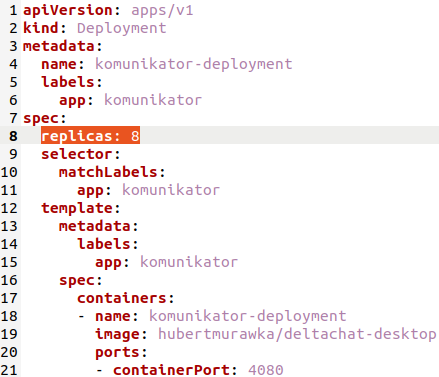 1 apiVersion: apps/v1
2 kind: Deployment
3 metadata:
4   name: komunikator-deployment
5   labels:
6     app: komunikator
7 spec:
8   replicas: 8
9   selector:
10     matchLabels:
11       app: komunikator
12   template:
13     metadata:
14       labels:
15         app: komunikator
16     spec:
17       containers:
18       - name: komunikator-deployment
19         image: hubertmurawka/deltachat-desktop
20         ports:
21         - containerPort: 4080